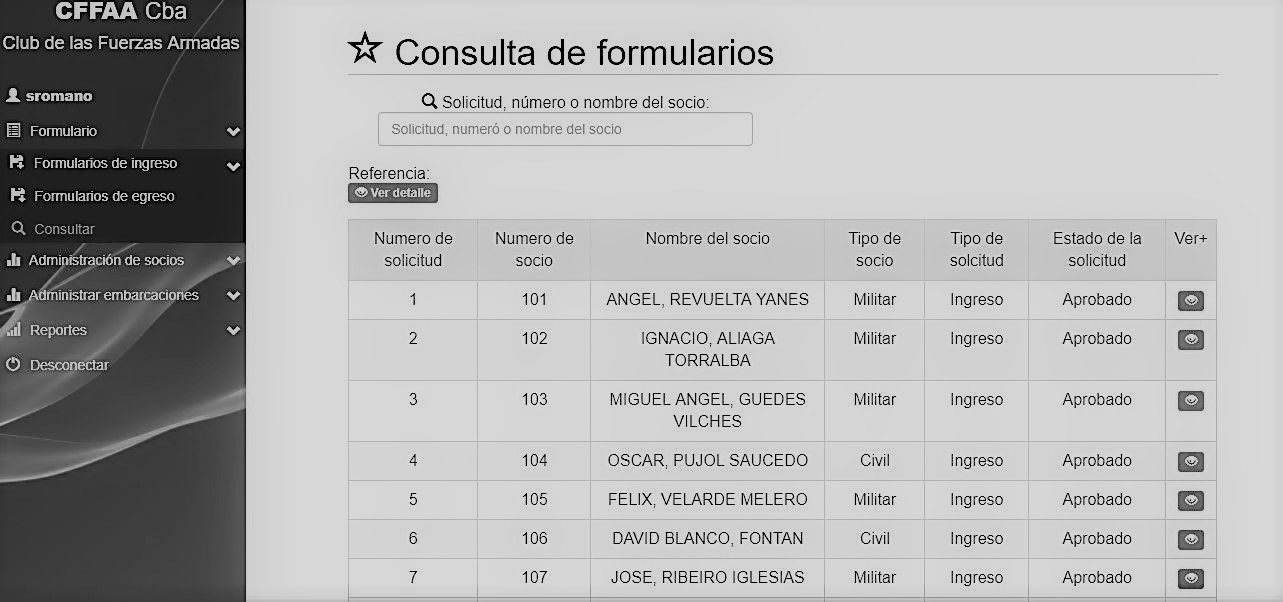 CFFAA Cba
Club de las Fuerzas Armadas
sromano
Formulario
Formularios de ingreso
Formularios de egreso
Consultar
Administración de socios
Administrar embarcaciones
Reportes
Desconectar
Consulta de formularios
Solicitud, número o nombre del socio:
Solicitud, numeró o nombre del socio
Referencia:
Ver detalle
Numero de solicitud Numero de socio Nombre del socio Tipo de socio Tipo de solcitud Estado de la solicitud Ver+
1 101 ANGEL, REVUELTA YANES Militar Ingreso Aprobado
2 102 IGNACIO, ALIAGA TORRALBA Militar Ingreso Aprobado
3 103 MIGUEL ANGEL, GUEDES VILCHES Militar Ingreso Aprobado
4 104 OSCAR, PUJOL SAUCEDO Civil Ingreso Aprobado
5 105 FELIX, VELARDE MELERO Militar Ingreso Aprobado
6 106 DAVID BLANCO, FONTAN Civil Ingreso Aprobado
7 107 JOSE, RIBEIRO IGLESIAS Militar Ingreso Aprobado